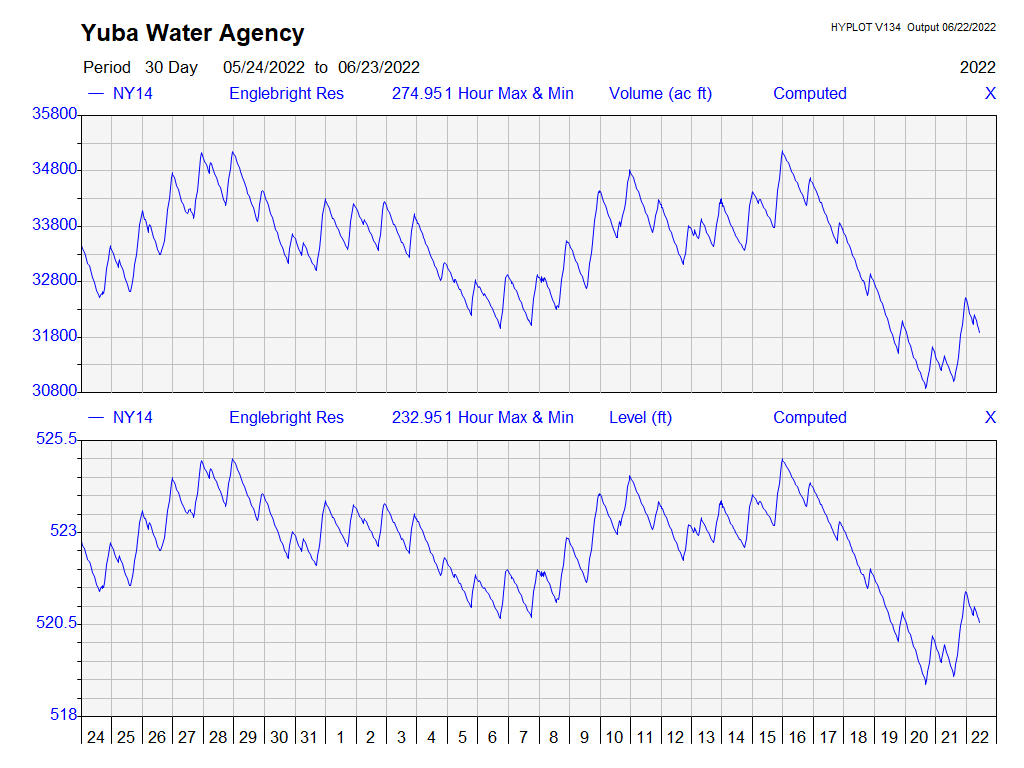 Yuba Water Agency
HYPLOT V134 Output 06/22/2022
Period 30 Day 05/24/2022 to 06/23/2022 2022
NY14 Englebright Res 274.951 Hour Max & Min Volume (ac ft) Computed X
35800
34800
33800
32800
31800
30800
NY14 Englebright Res 232.951 Hour Max & Min Level (ft) Computed X
525.5
523
520.5
518
24 25 26 27 28 29 30 31 1 2 3 4 5 6 7 8 9 10 11 12 13 14 15 16 17 18 19 20 21 22